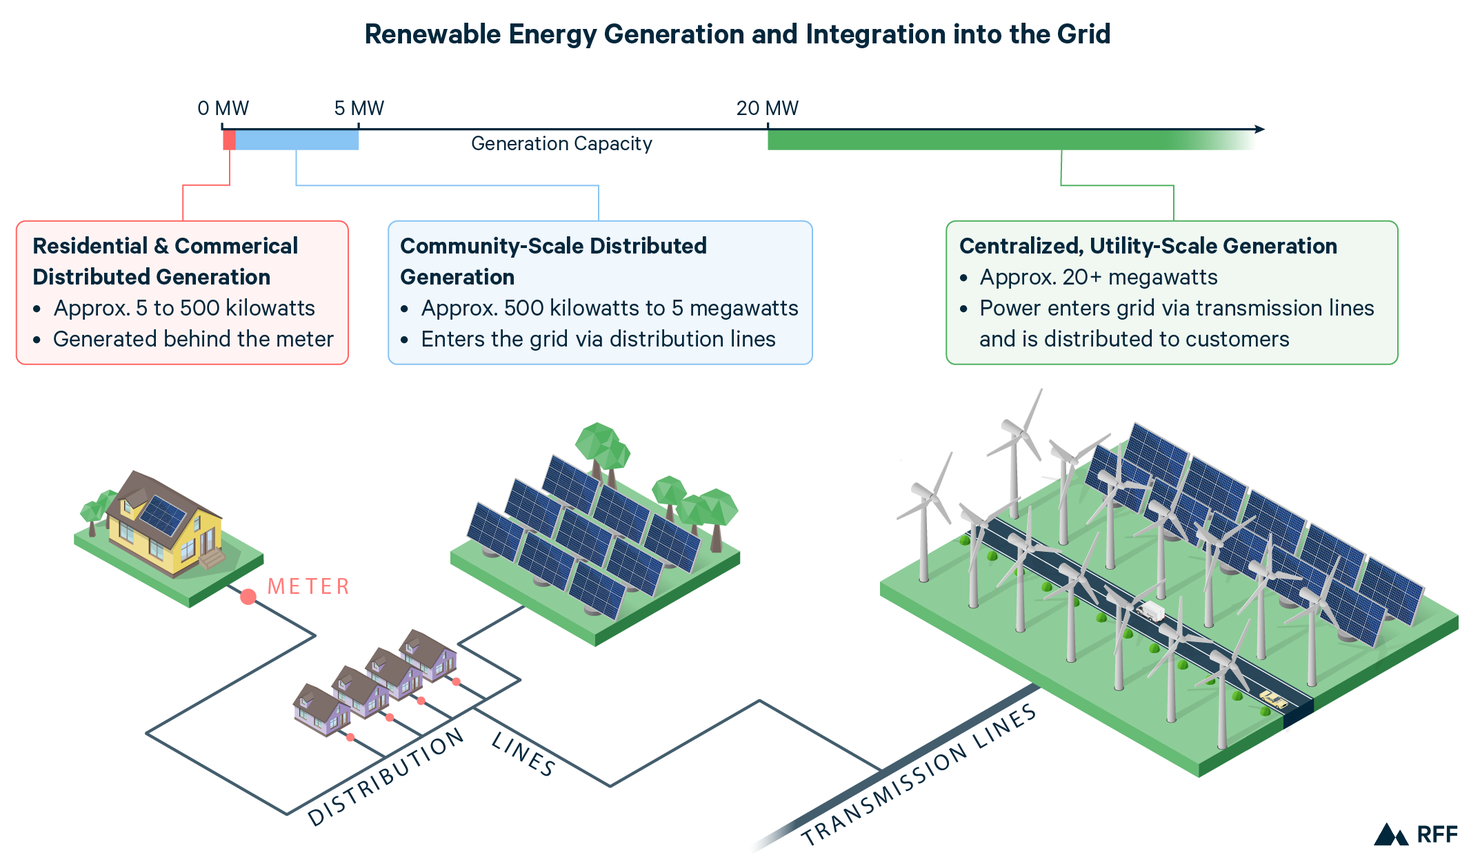 Renewable Energy Generation and Integration into the Grid
0 MW
5 MW
20 MW
Generation Capacity
Residential & Commerical
Distributed Generation
• Approx. 5 to 500 kilowatts
• Generated behind the meter
Community-Scale Distributed
Generation
• Approx. 500 kilowatts to 5 megawatts
• Enters the grid via distribution lines
Centralized, Utility-Scale Generation
• Approx. 20+ megawatts
• Power enters grid via transmission lines
and is distributed to customers
METER
DISTRIBUTION
LINES
TRANSMISSION LINES
RFF